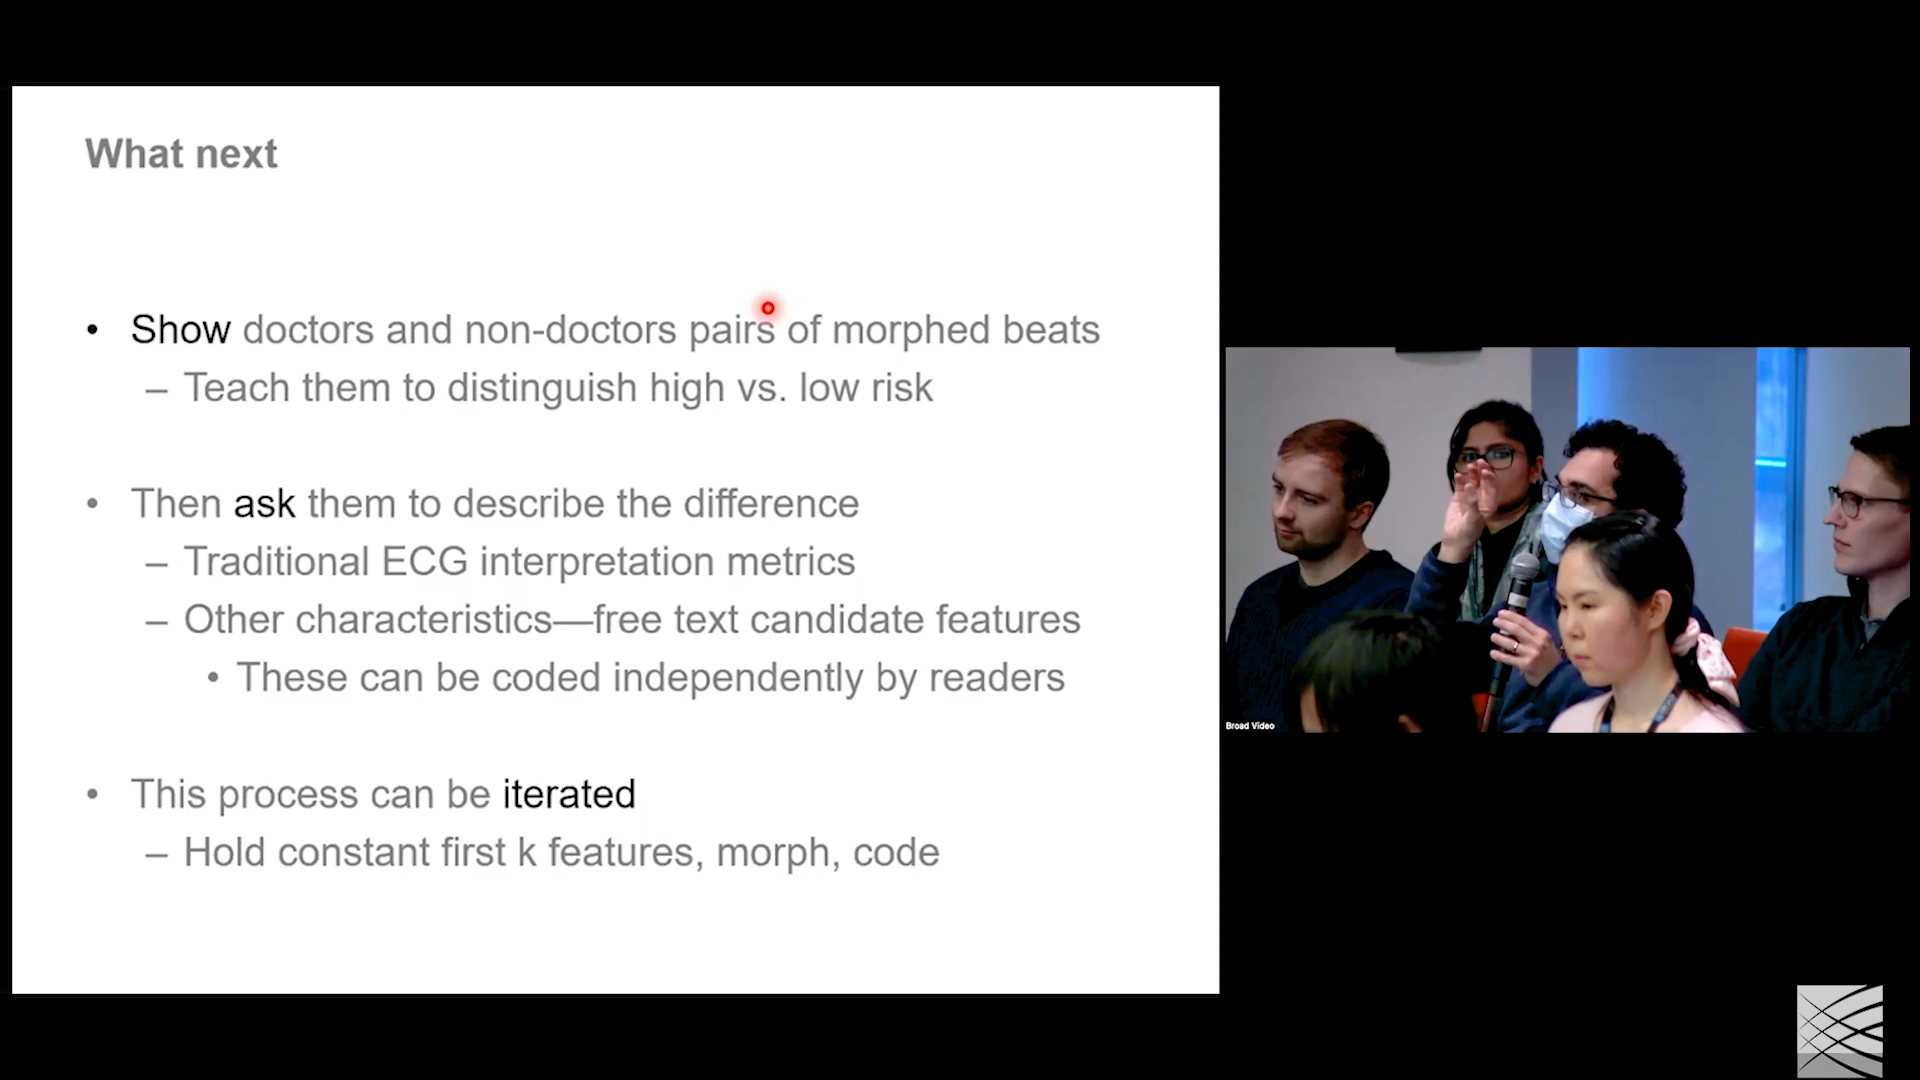 What next
• Show doctors and non-doctors pairs of morphed beats
– Teach them to distinguish high vs. low risk
• Then ask them to describe the difference
– Traditional ECG interpretation metrics
– Other characteristics—free text candidate features
• These can be coded independently by readers
• This process can be iterated
– Hold constant first k features, morph, code
Broad Video